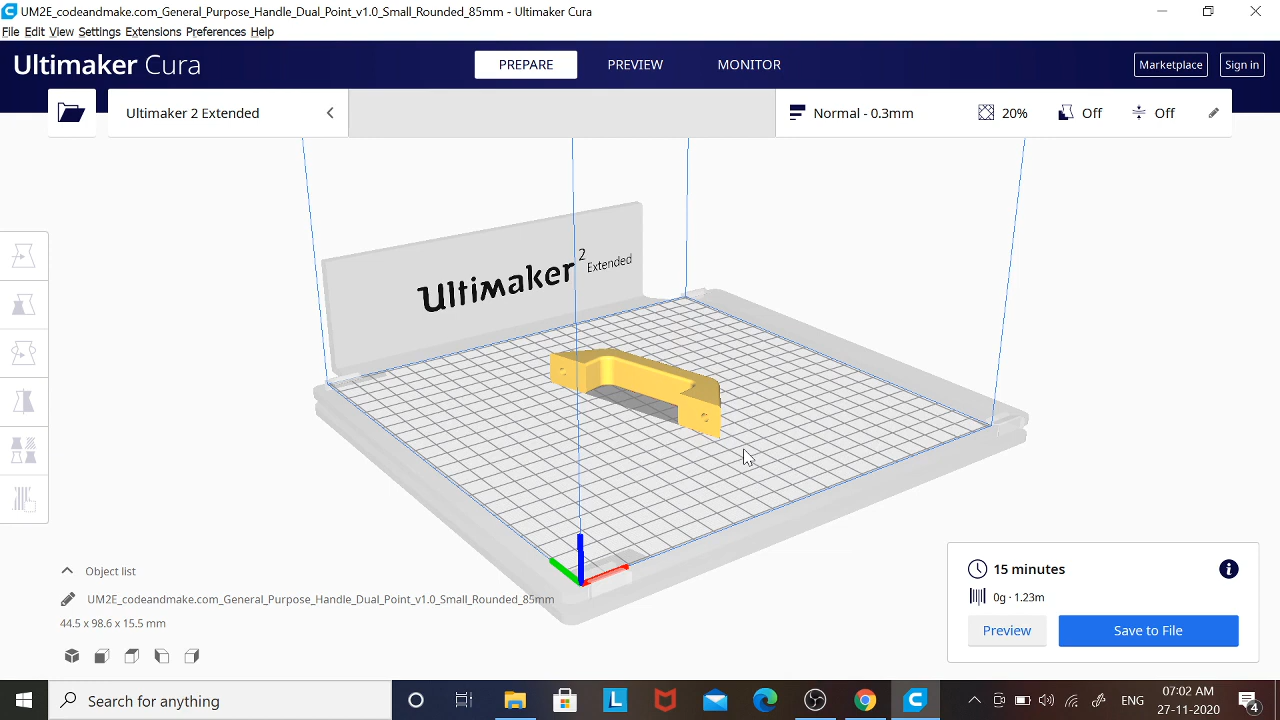 UM2E_codeandmake.com_General_Purpose_Handle_Dual_Point_v1.0_Small_Rounded_85mm - Ultimaker Cura
File Edit View Settings Extensions Preferences Help
Ultimaker Cura
PREPARE
PREVIEW
MONITOR
Marketplace
Sign in
Ultimaker 2 Extended
Normal - 0.3mm
20%
Off
Off
Ultimaker 2 Extended
Object list
UM2E_codeandmake.com_General_Purpose_Handle_Dual_Point_v1.0_Small_Rounded_85mm
44.5 x 98.6 x 15.5 mm
15 minutes
0g · 1.23m
Preview
Save to File
Search for anything
ENG
07:02 AM
27-11-2020
4